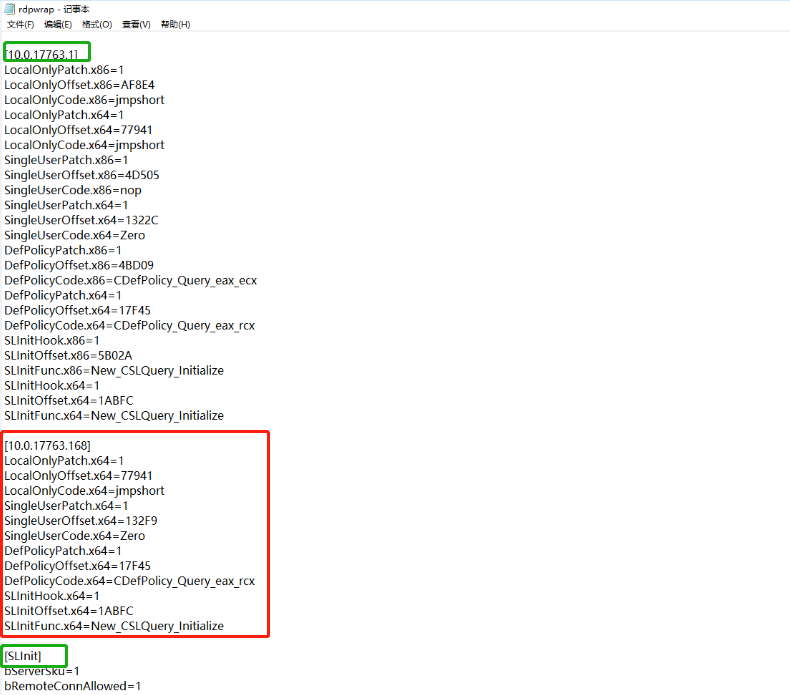 rdpwrap - 记事本
文件(F) 编辑(E) 格式(O) 查看(V) 帮助(H)
[10.0.17763.1]
LocalOnlyPatch.x86=1
LocalOnlyOffset.x86=AF8E4
LocalOnlyCode.x86=jmpshort
LocalOnlyPatch.x64=1
LocalOnlyOffset.x64=77941
LocalOnlyCode.x64=jmpshort
SingleUserPatch.x86=1
SingleUserOffset.x86=4D505
SingleUserCode.x86=nop
SingleUserPatch.x64=1
SingleUserOffset.x64=1322C
SingleUserCode.x64=Zero
DefPolicyPatch.x86=1
DefPolicyOffset.x86=4BD09
DefPolicyCode.x86=CDefPolicy_Query_eax_ecx
DefPolicyPatch.x64=1
DefPolicyOffset.x64=17F45
DefPolicyCode.x64=CDefPolicy_Query_eax_rcx
SLInitHook.x86=1
SLInitOffset.x86=5B02A
SLInitFunc.x86=New_CSLQuery_Initialize
SLInitHook.x64=1
SLInitOffset.x64=1ABFC
SLInitFunc.x64=New_CSLQuery_Initialize
[10.0.17763.168]
LocalOnlyPatch.x64=1
LocalOnlyOffset.x64=77941
LocalOnlyCode.x64=jmpshort
SingleUserPatch.x64=1
SingleUserOffset.x64=132F9
SingleUserCode.x64=Zero
DefPolicyPatch.x64=1
DefPolicyOffset.x64=17F45
DefPolicyCode.x64=CDefPolicy_Query_eax_rcx
SLInitHook.x64=1
SLInitOffset.x64=1ABFC
SLInitFunc.x64=New_CSLQuery_Initialize
[SLInit]
bServerSku=1
bRemoteConnAllowed=1